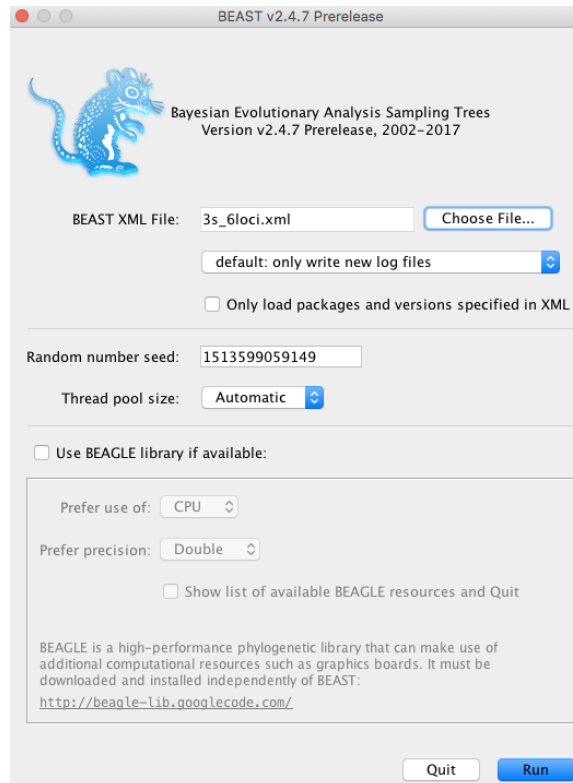 BEAST v2.4.7 Prerelease
Bayesian Evolutionary Analysis Sampling Trees
Version v2.4.7 Prerelease, 2002-2017
BEAST XML File: 3s_6loci.xml Choose File...
default: only write new log files
Only load packages and versions specified in XML
Random number seed: 1513599059149
Thread pool size: Automatic
Use BEAGLE library if available:
Prefer use of: CPU
Prefer precision: Double
Show list of available BEAGLE resources and Quit
BEAGLE is a high-performance phylogenetic library that can make use of
additional computational resources such as graphics boards. It must be
downloaded and installed independently of BEAST:
http://beagle-lib.googlecode.com/
Quit Run